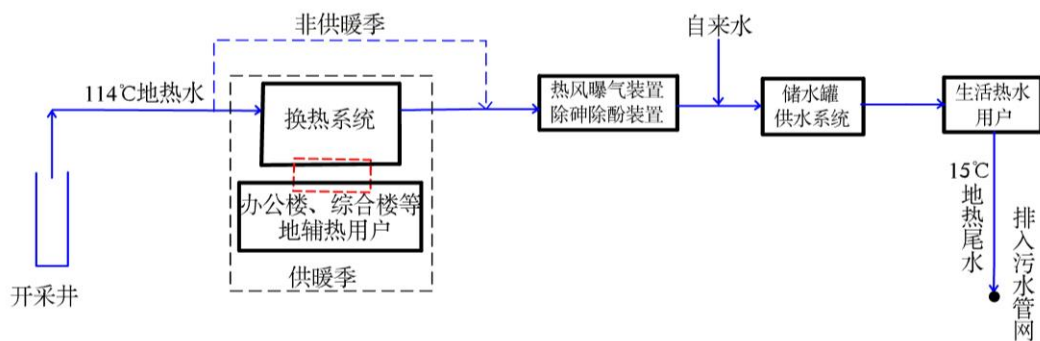 非供暖季
自来水
114℃地热水
换热系统
热风曝气装置
除砷除酚装置
储水罐
供水系统
生活热水
用户
办公楼、综合楼等
地辅热用户
供暖季
开采井
15℃
地热尾水
排入污水管网